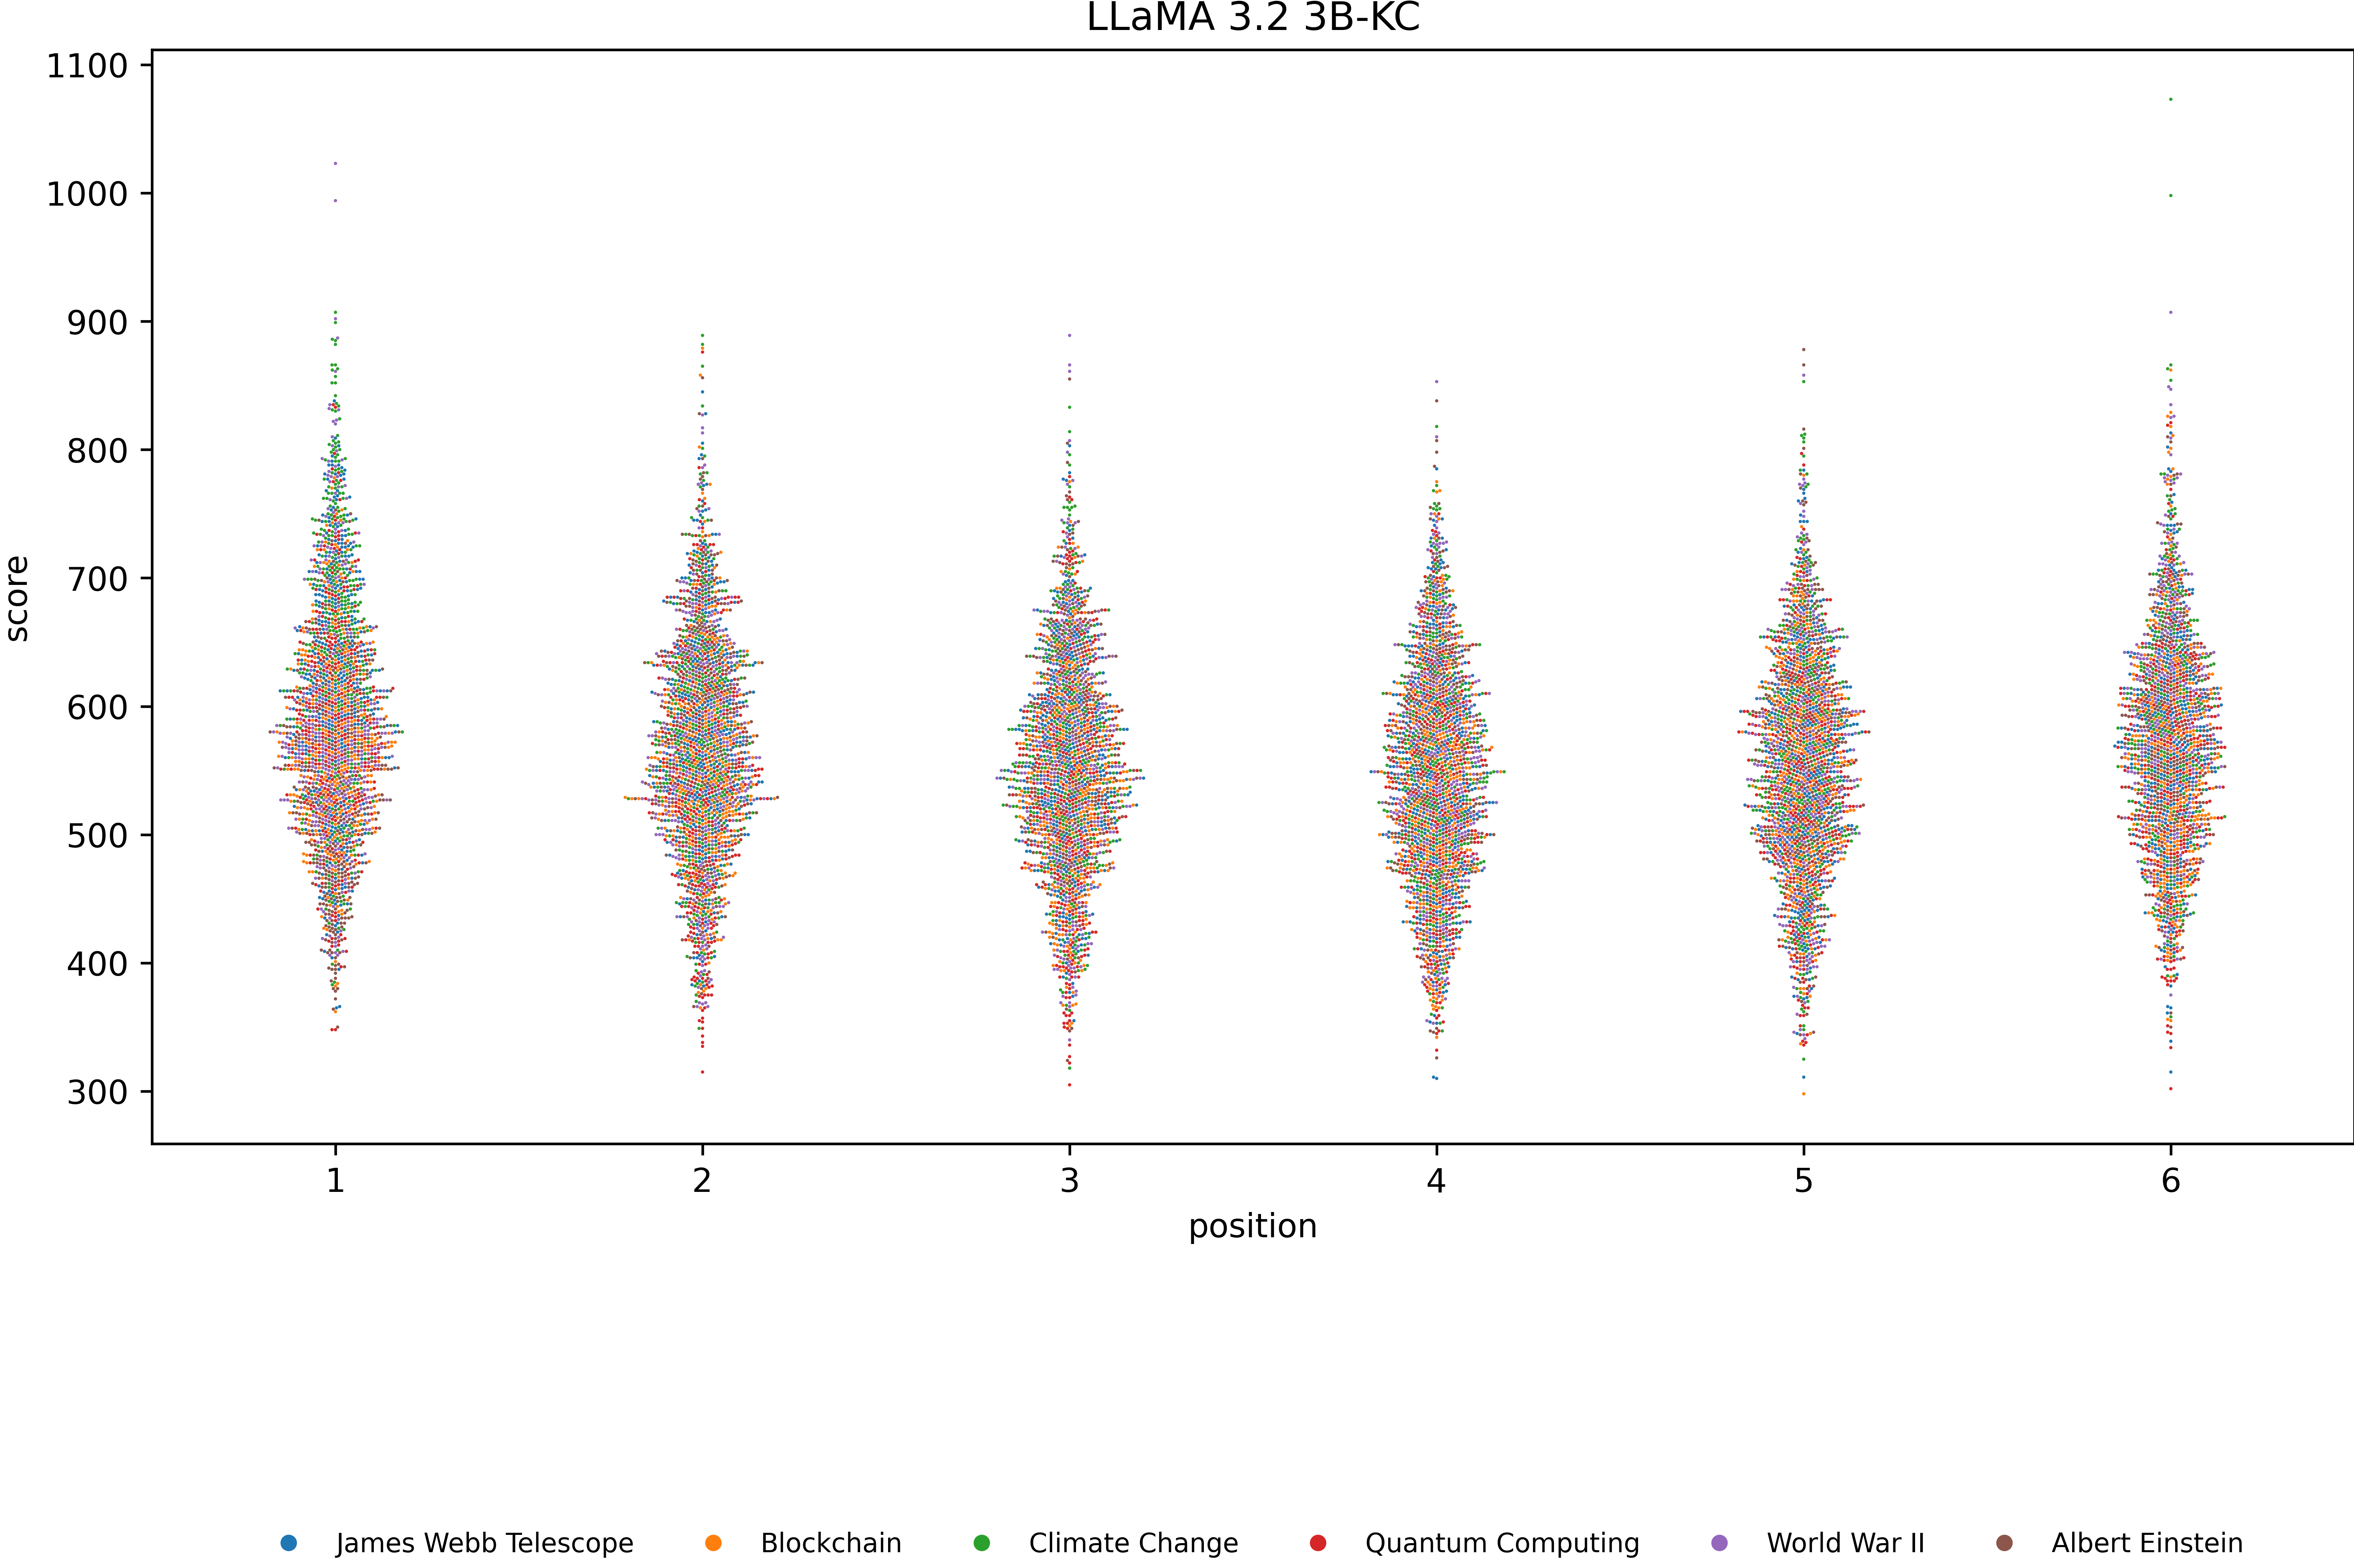 LLaMA 3.2 3B-KC
1100
1000
900
800
700
600
500
400
300
score
1 2 3 4 5 6
position
James Webb Telescope Blockchain Climate Change Quantum Computing World War II Albert Einstein